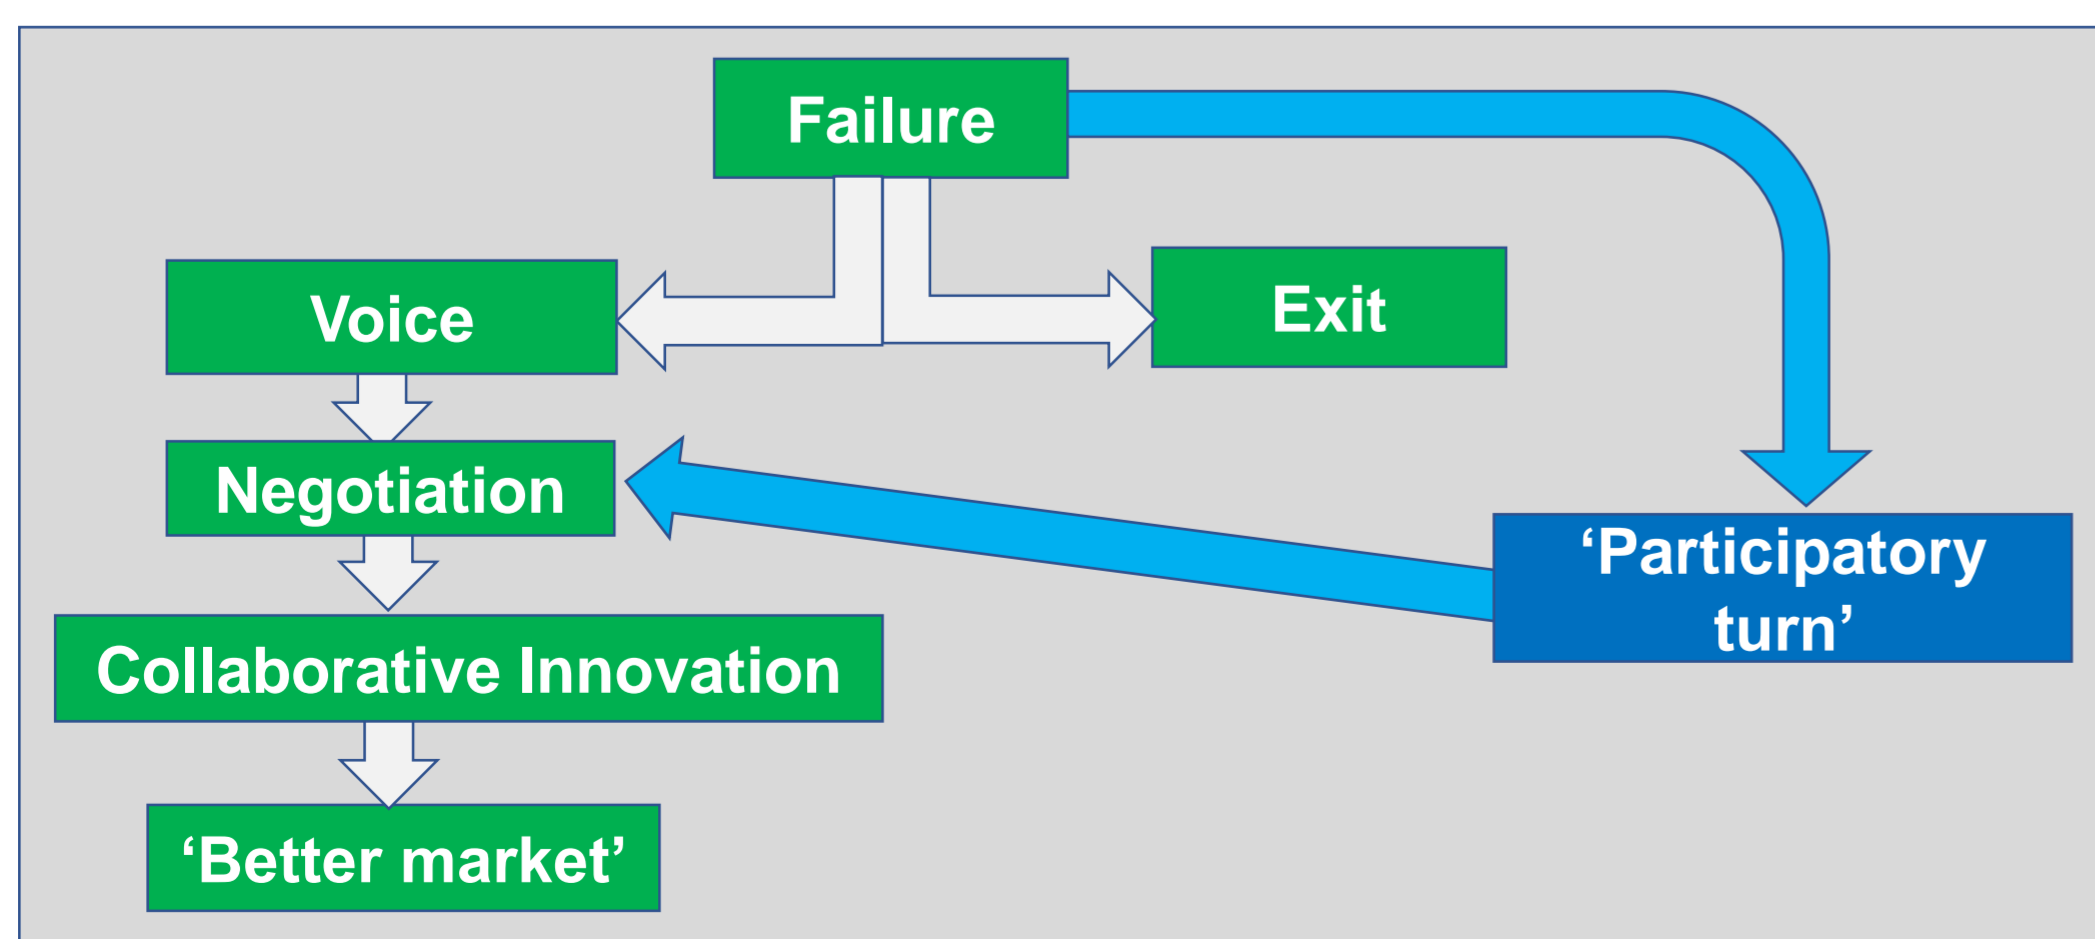 Failure
Voice
Exit
Negotiation
‘Participatory
turn’
Collaborative Innovation
‘Better market’